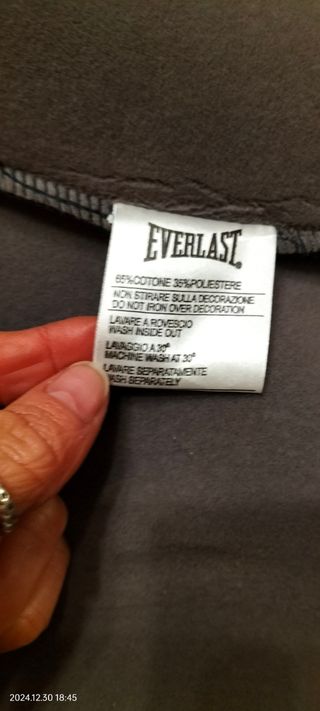 EVERLAST®
65%COTONE 35%POLIESTERE
NON STIRARE SULLA DECORAZIONE
DO NOT IRON OVER DECORATION
LAVARE A ROVESCIO
WASH INSIDE OUT
LAVAGGIO A 30°
MACHINE WASH AT 30°
LAVARE SEPARATAMENTE
WASH SEPARATELY
2024.12.30 18:45